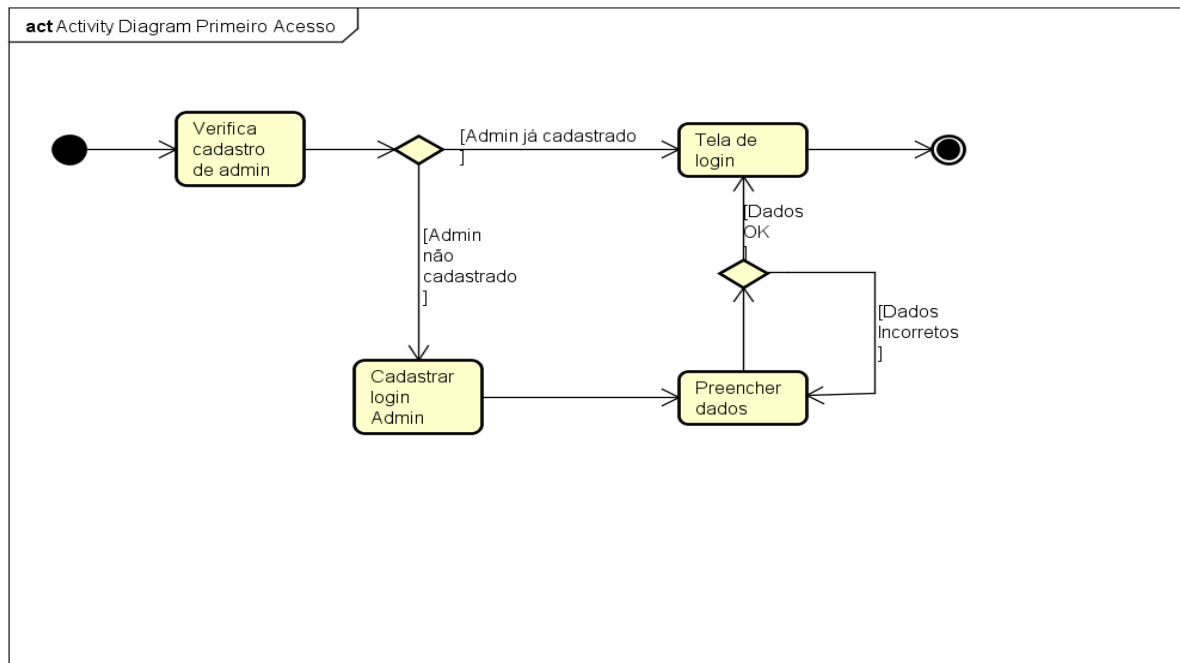 act Activity Diagram Primeiro Acesso
Verifica
cadastro
de admin
[Admin já cadastrado
]
Tela de
login
[Admin
não
cadastrado
]
[Dados
OK
]
[Dados
Incorretos
]
Cadastrar
login
Admin
Preencher
dados